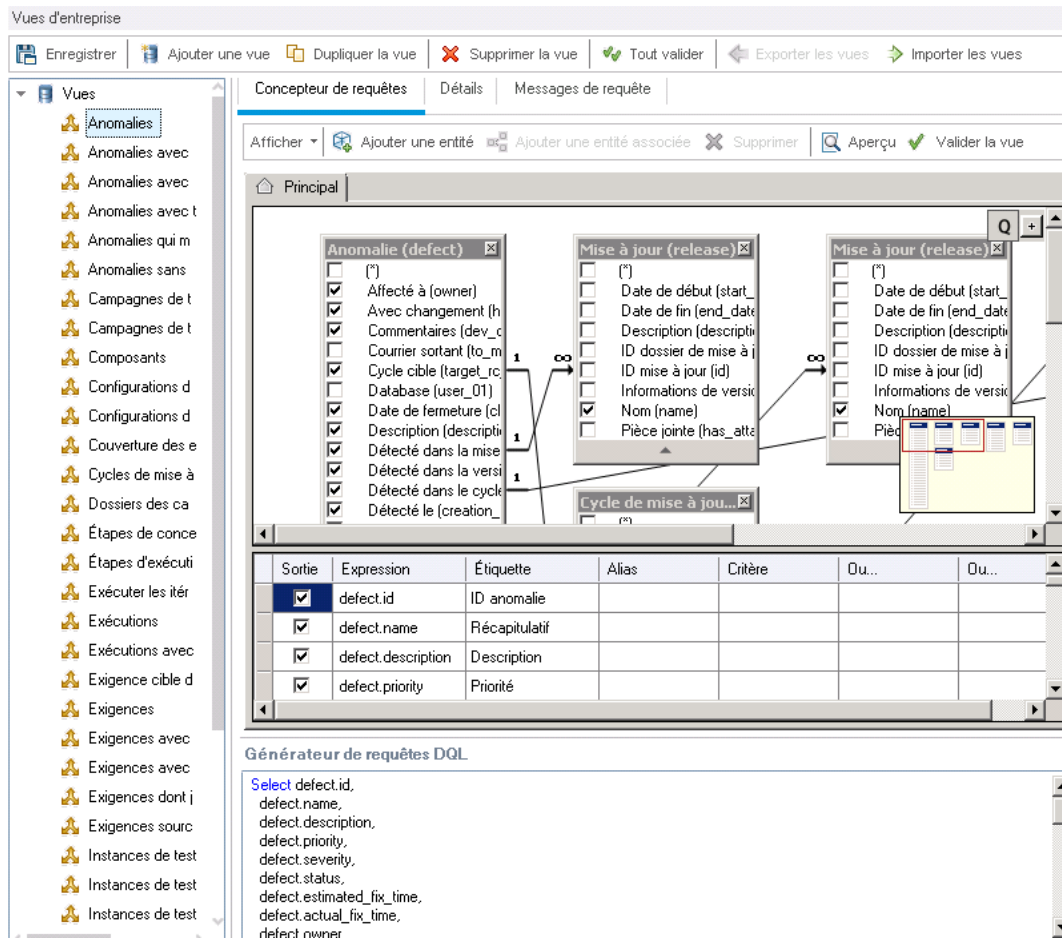 Vues d'entreprise
Enregistrer Ajouter une vue Dupliquer la vue Supprimer la vue Tout valider Exporter les vues Importer les vues
Vues
Anomalies
Anomalies avec
Anomalies avec
Anomalies avec t
Anomalies qui m
Anomalies sans
Campagnes de t
Campagnes de t
Composants
Configurations d
Configurations d
Couverture des e
Cycles de mise à
Dossiers des ca
Étapes de conce
Étapes d'exécuti
Exécuter les itér
Exécutions
Exécutions avec
Exigence cible d
Exigences
Exigences avec
Exigences avec
Exigences dont j
Exigences sourc
Instances de test
Instances de test
Instances de test
Concepteur de requêtes Détails Messages de requête
Afficher Ajouter une entité Ajouter une entité associée Supprimer Aperçu Valider la vue
Principal
Q +
Anomalie (defect)
(*)
Affecté à (owner)
Avec changement (h
Commentaires (dev_c
Courrier sortant (to_m
Cycle cible (target_rc
Database (user_01)
Date de fermeture (cl
Description (descripti
Détecté dans la mise
Détecté dans la versi
Détecté dans le cycle
Détecté le (creation_
1 ∞
1
1
Mise à jour (release)
(*)
Date de début (start_
Date de fin (end_date
Description (descripti
ID dossier de mise à j
ID mise à jour (id)
Informations de versio
Nom (name)
Pièce jointe (has_atta
Cycle de mise à jou...
(*)
∞
Mise à jour (release)
(*)
Date de début (start_
Date de fin (end_date
Description (descripti
ID dossier de mise à j
ID mise à jour (id)
Informations de versio
Nom (name)
Pièc
Sortie Expression Étiquette Alias Critère Ou... Ou...
defect.id ID anomalie
defect.name Récapitulatif
defect.description Description
defect.priority Priorité
Générateur de requêtes DQL
Select defect.id,
defect.name,
defect.description,
defect.priority,
defect.severity,
defect.status,
defect.estimated_fix_time,
defect.actual_fix_time,
defect.owner